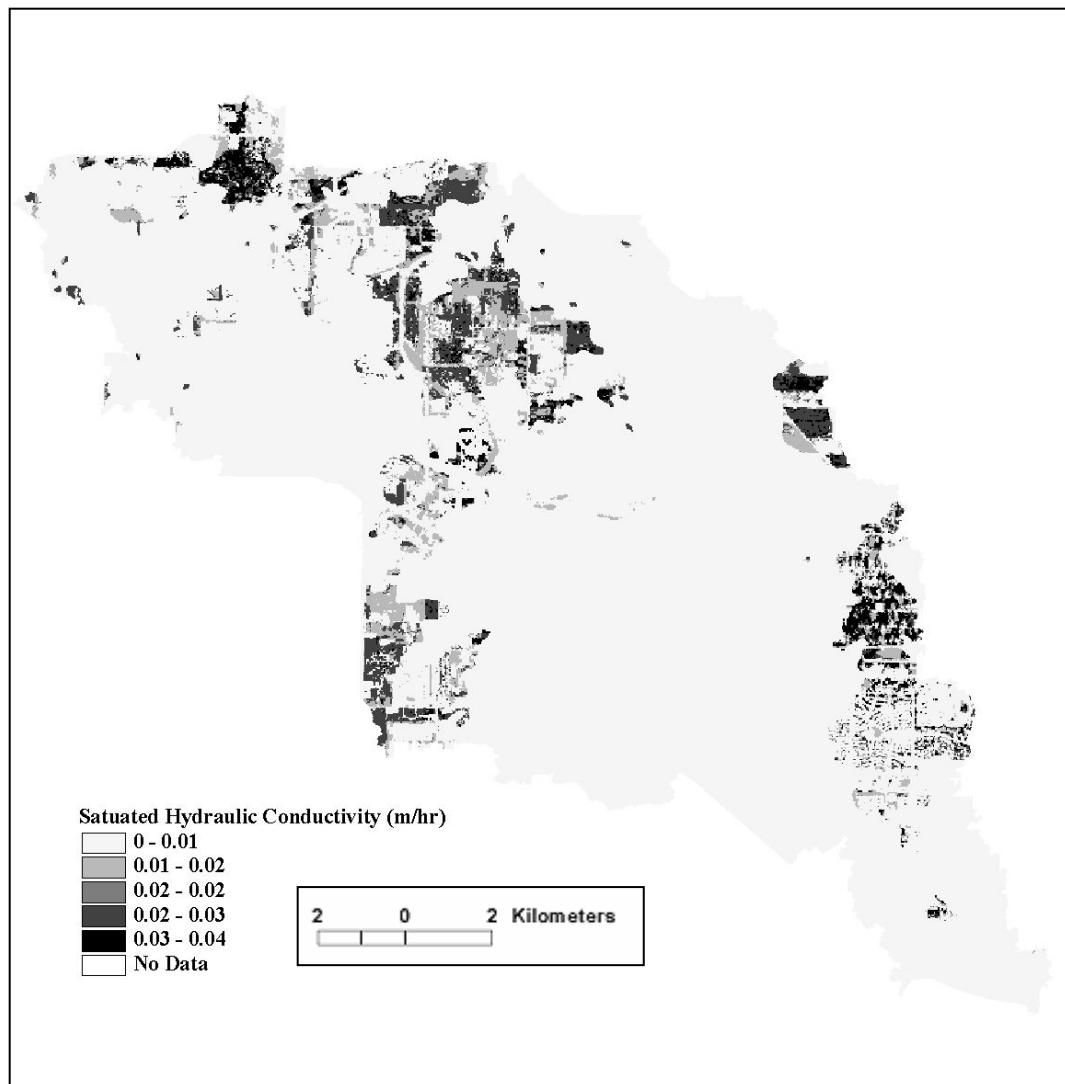 Satuated Hydraulic Conductivity (m/hr)
0 - 0.01
0.01 - 0.02
0.02 - 0.02
0.02 - 0.03
0.03 - 0.04
No Data
2 0 2 Kilometers